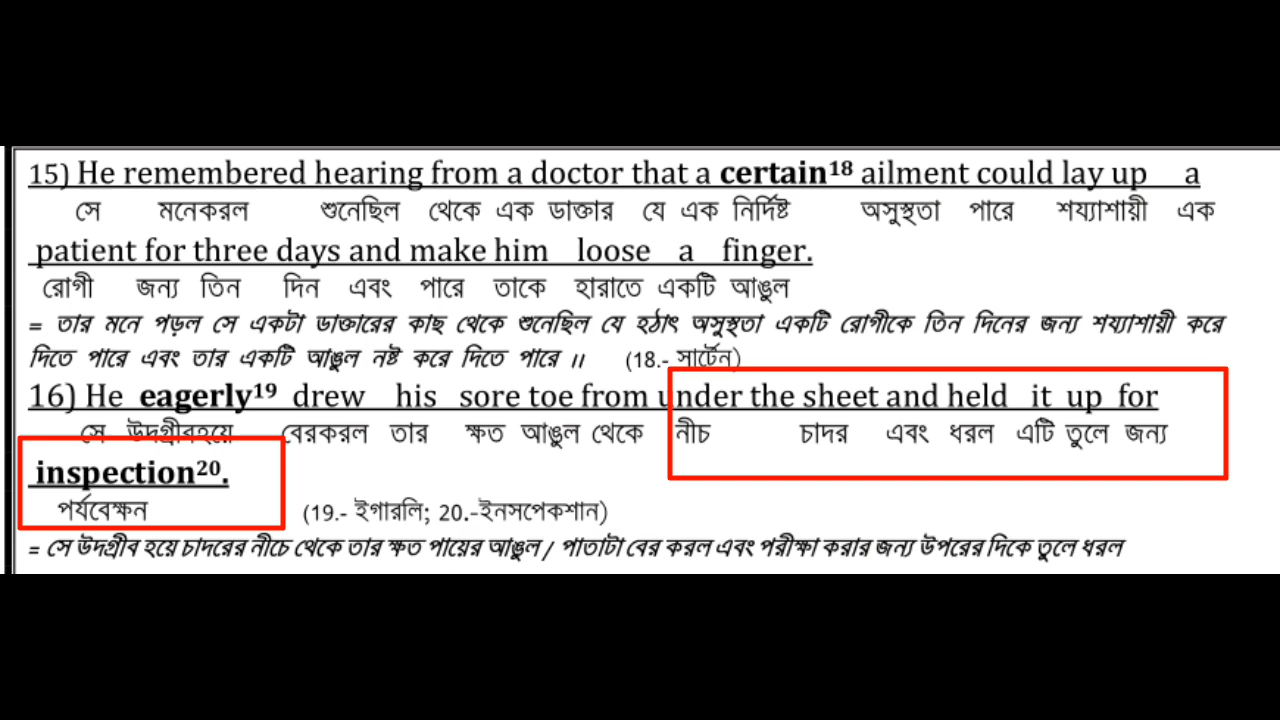 15) He remembered hearing from a doctor that a certain¹⁸ ailment could lay up a
সে মনেকরল শুনেছিল থেকে এক ডাক্তার যে এক নির্দিষ্ট অসুস্থতা পারে শয্যাশায়ী এক
patient for three days and make him loose a finger.
রোগী জন্য তিন দিন এবং পারে তাকে হারাতে একটি আঙুল
= তার মনে পড়ল সে একটা ডাক্তারের কাছ থেকে শুনেছিল যে হঠাৎ অসুস্থতা একটি রোগীকে তিন দিনের জন্য শয্যাশায়ী করে
দিতে পারে এবং তার একটি আঙুল নষ্ট করে দিতে পারে ।। (18.- সার্টেন)
16) He eagerly¹⁹ drew his sore toe from under the sheet and held it up for
সে উদগ্রীবহয়ে বেরকরল তার ক্ষত আঙুল থেকে নীচ চাদর এবং ধরল এটি তুলে জন্য
inspection²⁰.
পর্যবেক্ষন (19.- ইগারলি; 20.-ইনসপেকশান)
= সে উদগ্রীব হয়ে চাদরের নীচে থেকে তার ক্ষত পায়ের আঙুল / পাতাটা বের করল এবং পরীক্ষা করার জন্য উপরের দিকে তুলে ধরল